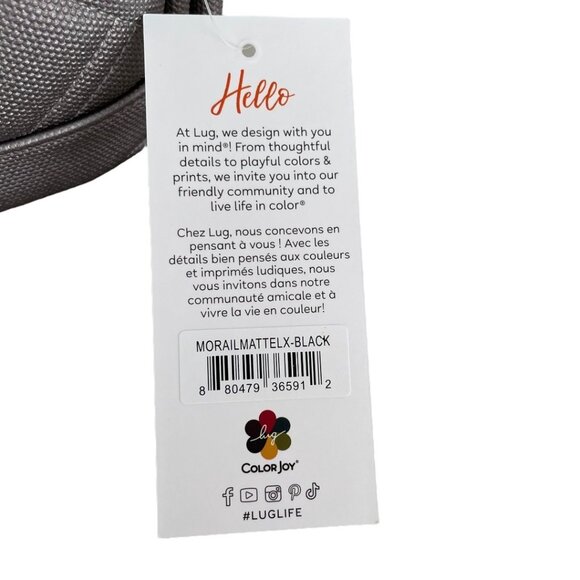 Hello
At Lug, we design with you
in mind®! From thoughtful
details to playful colors &
prints, we invite you into our
friendly community and to
live life in color®
Chez Lug, nous concevons en
pensant à vous ! Avec les
détails bien pensés aux couleurs
et imprimés ludiques, nous
vous invitons dans notre
communauté amicale et à
vivre la vie en couleur!
MORAILMATTELX-BLACK
8 80479 36591 2
lug
COLOR JOY®
#LUGLIFE